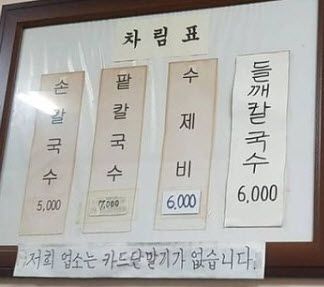 차림표
손칼국수
5,000
팥칼국수
7,000
수제비
6,000
들깨칼국수
6,000
저희 업소는 카드단말기가 없습니다.